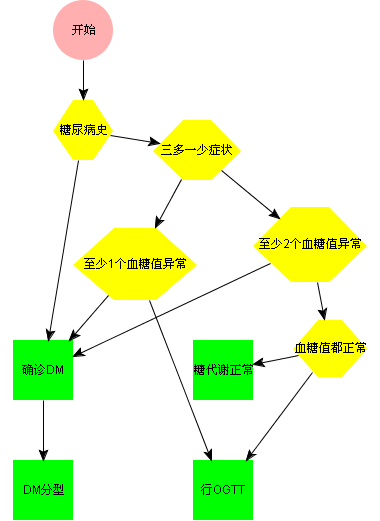 开始
糖尿病史
三多一少症状
至少1个血糖值异常
至少2个血糖值异常
血糖值都正常
确诊DM
糖代谢正常
DM分型
行OGTT